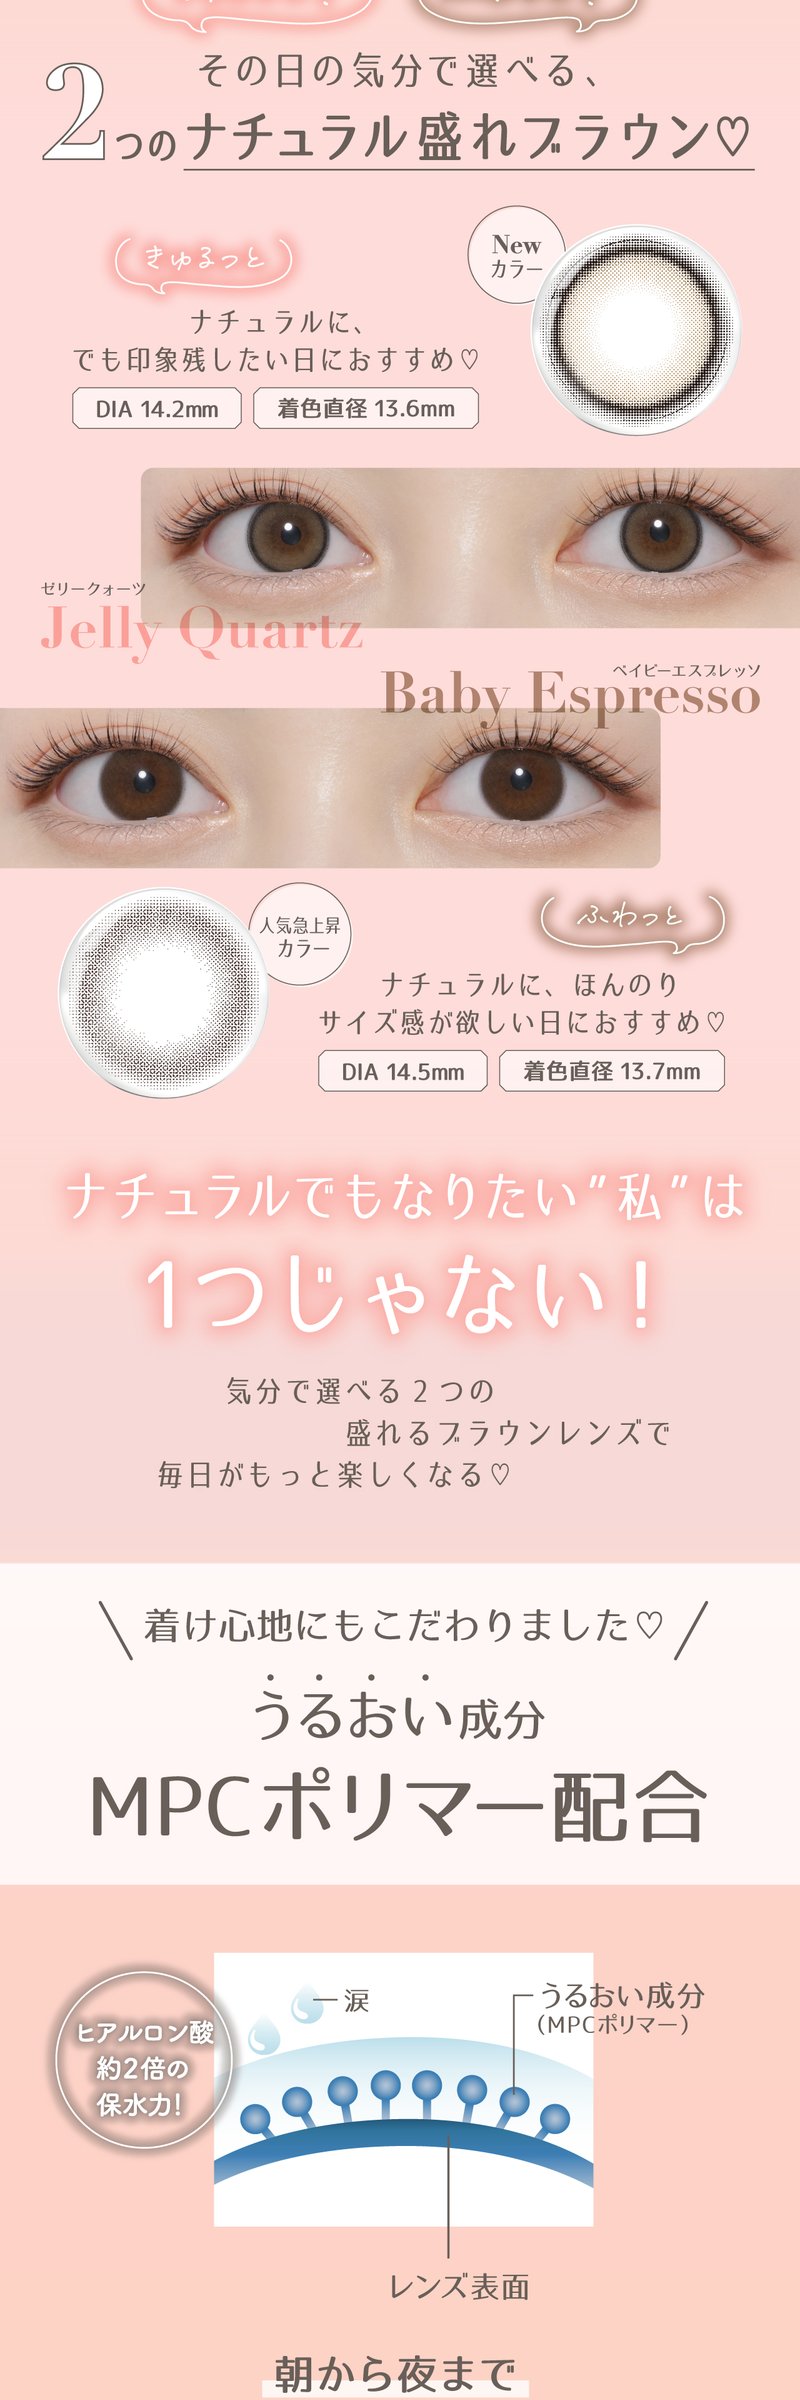 その日の気分で選べる、
2つのナチュラル盛れブラウン♡
きゅるっと
New
カラー
ナチュラルに、
でも印象残したい日におすすめ♡
DIA 14.2mm
着色直径 13.6mm
ゼリークォーツ
Jelly Quartz
ベイビーエスプレッソ
Baby Espresso
人気急上昇
カラー
ふわっと
ナチュラルに、ほんのり
サイズ感が欲しい日におすすめ♡
DIA 14.5mm
着色直径 13.7mm
ナチュラルでもなりたい"私"は
1つじゃない!
気分で選べる2つの
盛れるブラウンレンズで
毎日がもっと楽しくなる♡
\ 着け心地にもこだわりました♡ /
うるおい成分
MPCポリマー配合
涙
うるおい成分
(MPCポリマー)
ヒアルロン酸
約2倍の
保水力!
レンズ表面
朝から夜まで